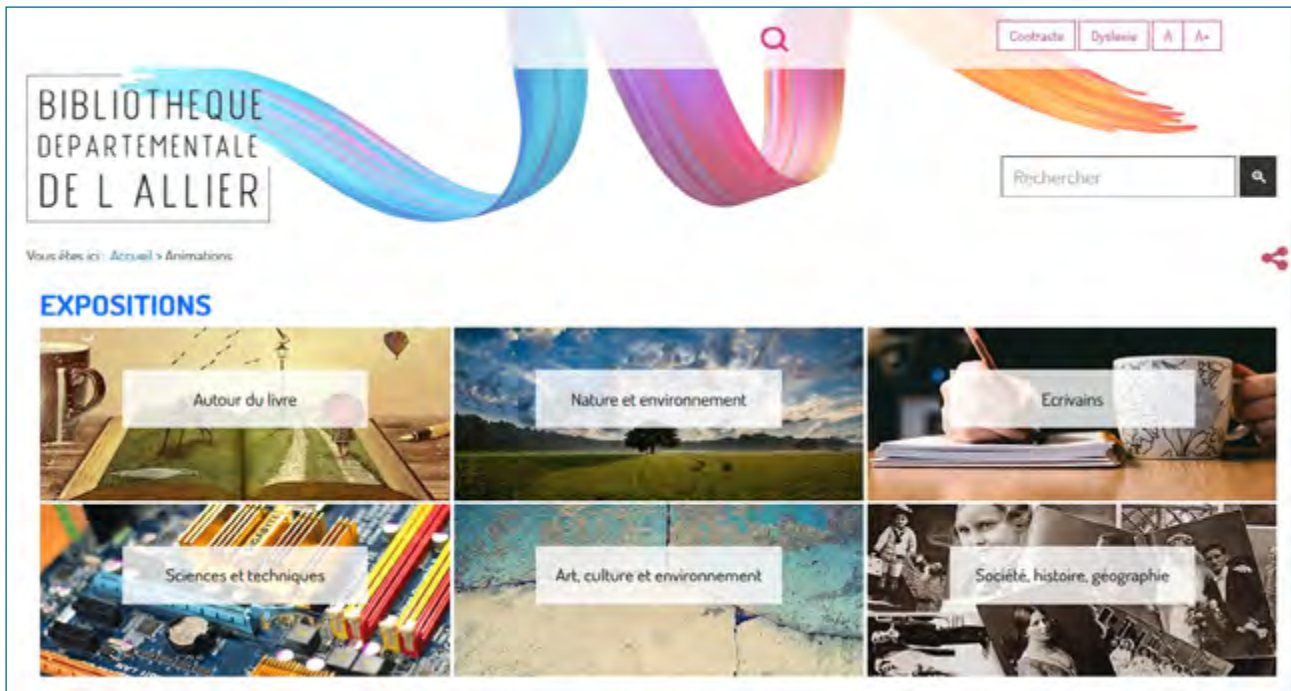 Contraste Dyslexie A A+
BIBLIOTHEQUE
DEPARTEMENTALE
DE L ALLIER
Rechercher
Vous êtes ici : Accueil > Animations
EXPOSITIONS
Autour du livre
Nature et environnement
Ecrivains
Sciences et techniques
Art, culture et environnement
Société, histoire, géographie